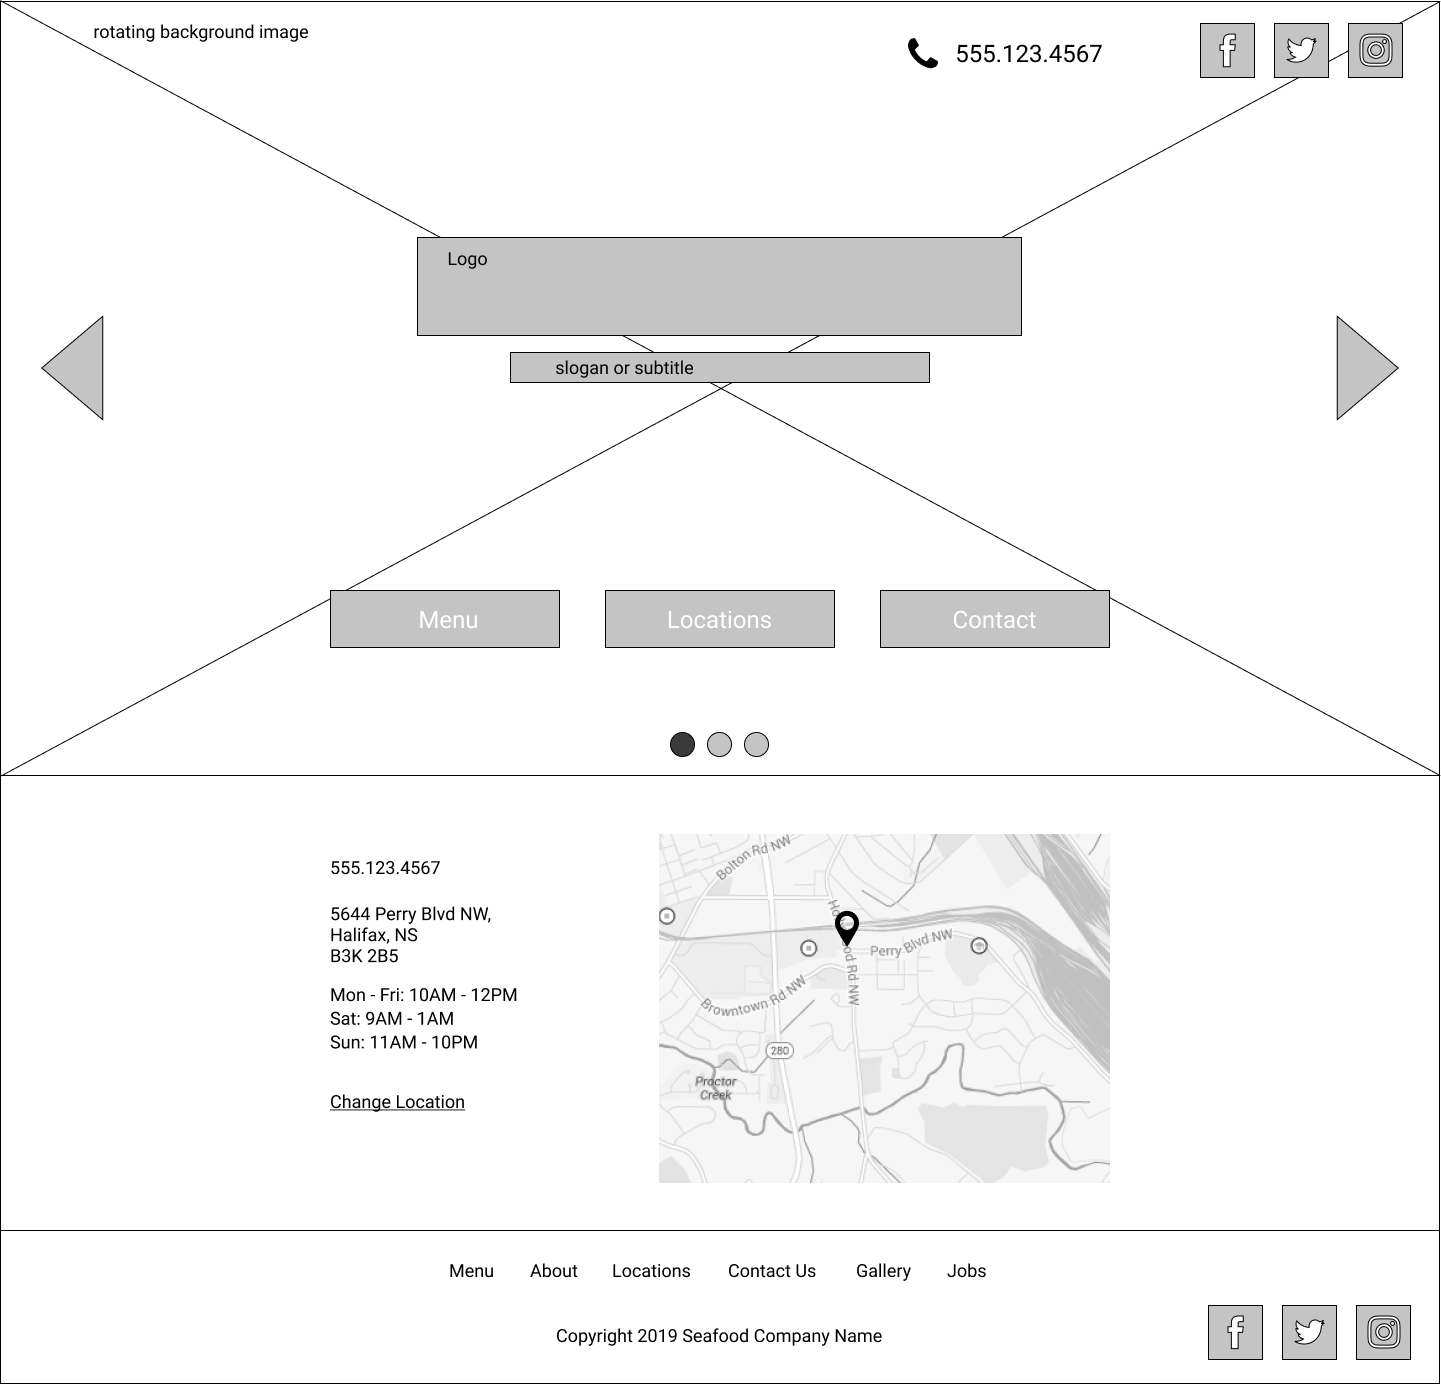 rotating background image
555.123.4567
Logo
slogan or subtitle
Menu
Locations
Contact
555.123.4567
5644 Perry Blvd NW,
Halifax, NS
B3K 2B5
Mon - Fri: 10AM - 12PM
Sat: 9AM - 1AM
Sun: 11AM - 10PM
Change Location
Bolton Rd NW
Perry Blvd NW
Rd NW
Browntown Rd NW
280
Proctor
Creek
Menu About Locations Contact Us Gallery Jobs
Copyright 2019 Seafood Company Name